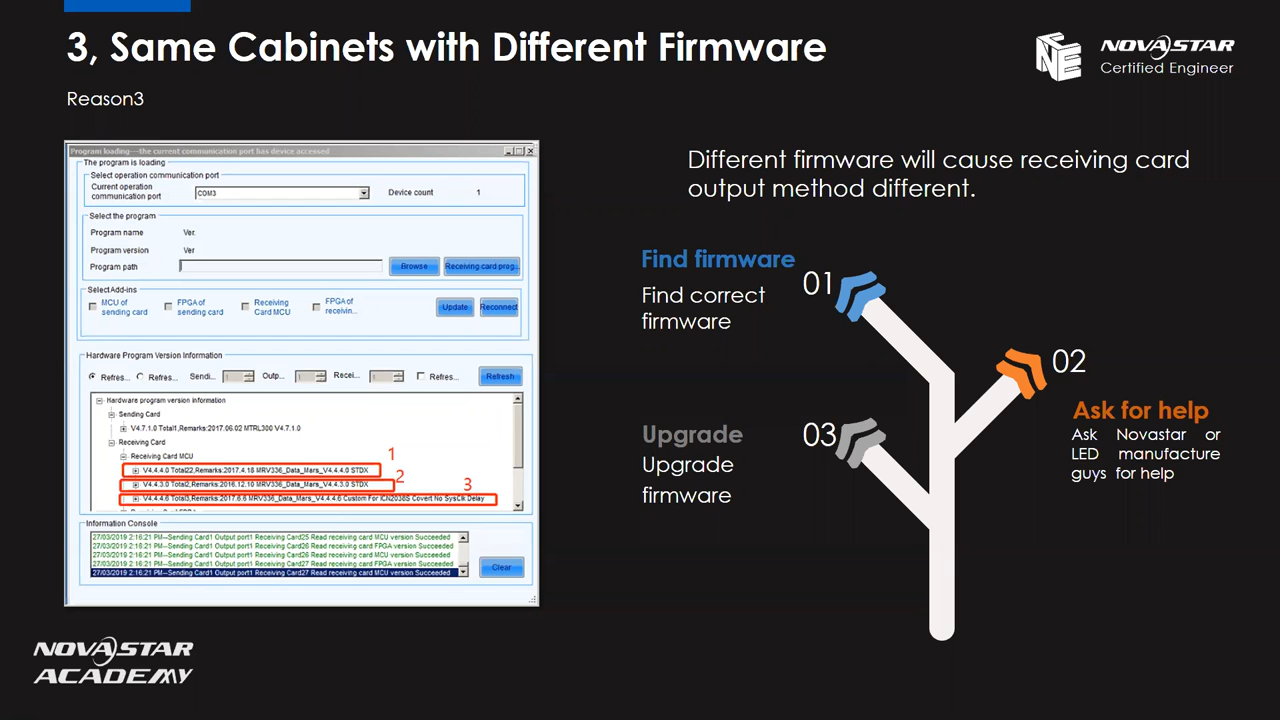 3, Same Cabinets with Different Firmware
NOVASTAR
Certified Engineer
Reason3
Program loading---the current communication port has device accessed
The program is loading
Select operation communication port
Current operation
communication port
COM3
Device count
1
Select the program
Program name
Ver.
Program version
Ver
Program path
Browse
Receiving card prog..
Select Add-ins
MCU of
sending card
FPGA of
sending card
Receiving
Card MCU
FPGA of
receivin...
Update
Reconnect
Hardware Program Version Information
Refres...
Refres...
Sendi...
Outp...
Recei...
Refres...
Refresh
Hardware program version information
Sending Card
V4.7.1.0 Total1,Remarks:2017.06.02 MTRL300 V4.7.1.0
Receiving Card
Receiving Card MCU
1
V4.4.4.0 Total22,Remarks:2017.4.18 MRV336_Data_Mars_V4.4.4.0 STDX
2
V4.4.3.0 Total2,Remarks:2016.12.10 MRV336_Data_Mars_V4.4.3.0 STDX
3
V4.4.4.6 Total3,Remarks:2017.6.6 MRV336_Data_Mars_V4.4.4.6 Custom For ICN2038S Covert No SysClk Delay
Information Console
27/03/2019 2:16:21 PM--Sending Card1 Output port1 Receiving Card25 Read receiving card MCU version Succeeded
27/03/2019 2:16:21 PM--Sending Card1 Output port1 Receiving Card26 Read receiving card FPGA version Succeeded
27/03/2019 2:16:21 PM--Sending Card1 Output port1 Receiving Card26 Read receiving card MCU version Succeeded
27/03/2019 2:16:21 PM--Sending Card1 Output port1 Receiving Card27 Read receiving card FPGA version Succeeded
27/03/2019 2:16:21 PM--Sending Card1 Output port1 Receiving Card27 Read receiving card MCU version Succeeded
Clear
Different firmware will cause receiving card
output method different.
Find firmware
01
Find correct
firmware
02
Ask for help
Ask Novastar or
LED manufacture
guys for help
Upgrade
03
Upgrade
firmware
NOVASTAR
ACADEMY